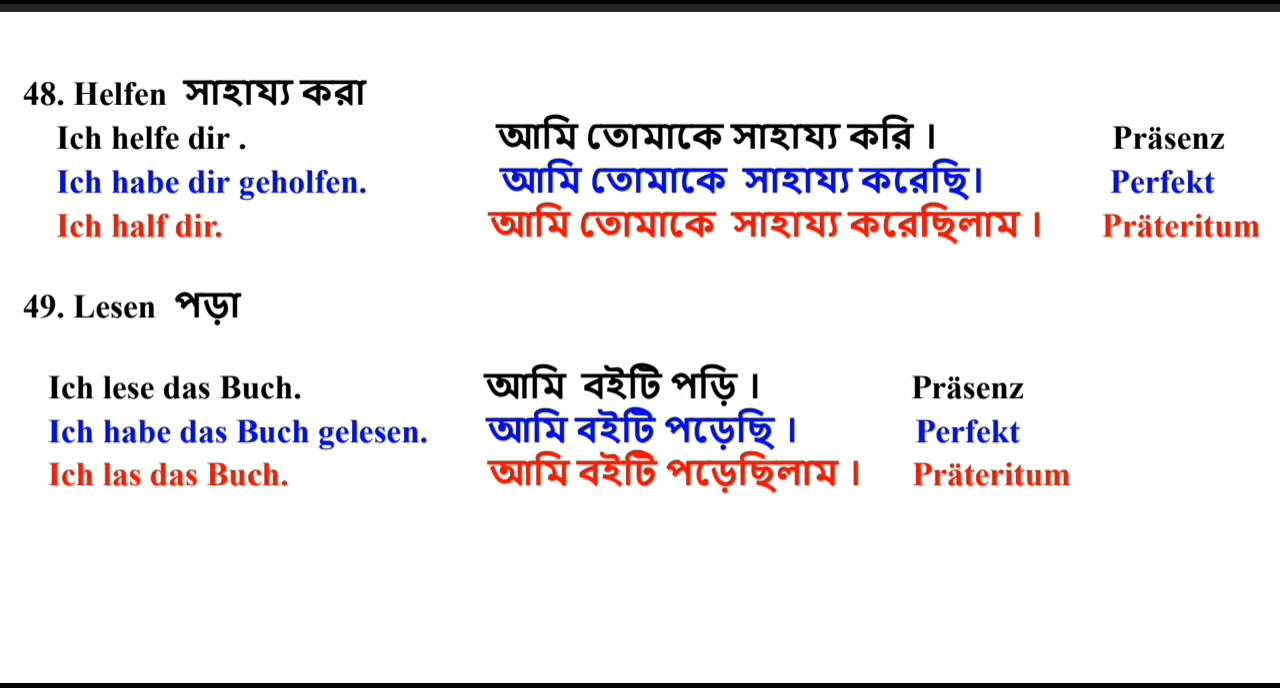 48. Helfen সাহায্য করা
Ich helfe dir . আমি তোমাকে সাহায্য করি । Präsenz
Ich habe dir geholfen. আমি তোমাকে সাহায্য করেছি। Perfekt
Ich half dir. আমি তোমাকে সাহায্য করেছিলাম । Präteritum
49. Lesen পড়া
Ich lese das Buch. আমি বইটি পড়ি । Präsenz
Ich habe das Buch gelesen. আমি বইটি পড়েছি । Perfekt
Ich las das Buch. আমি বইটি পড়েছিলাম । Präteritum